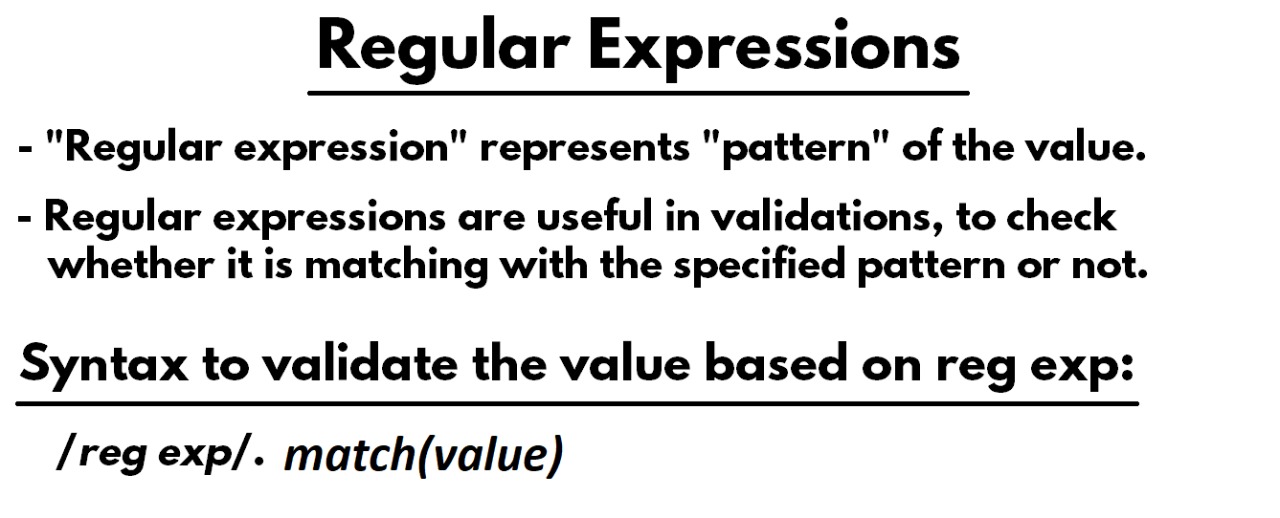 Regular Expressions
- "Regular expression" represents "pattern" of the value.
- Regular expressions are useful in validations, to check
whether it is matching with the specified pattern or not.
Syntax to validate the value based on reg exp:
/reg exp/. match(value)